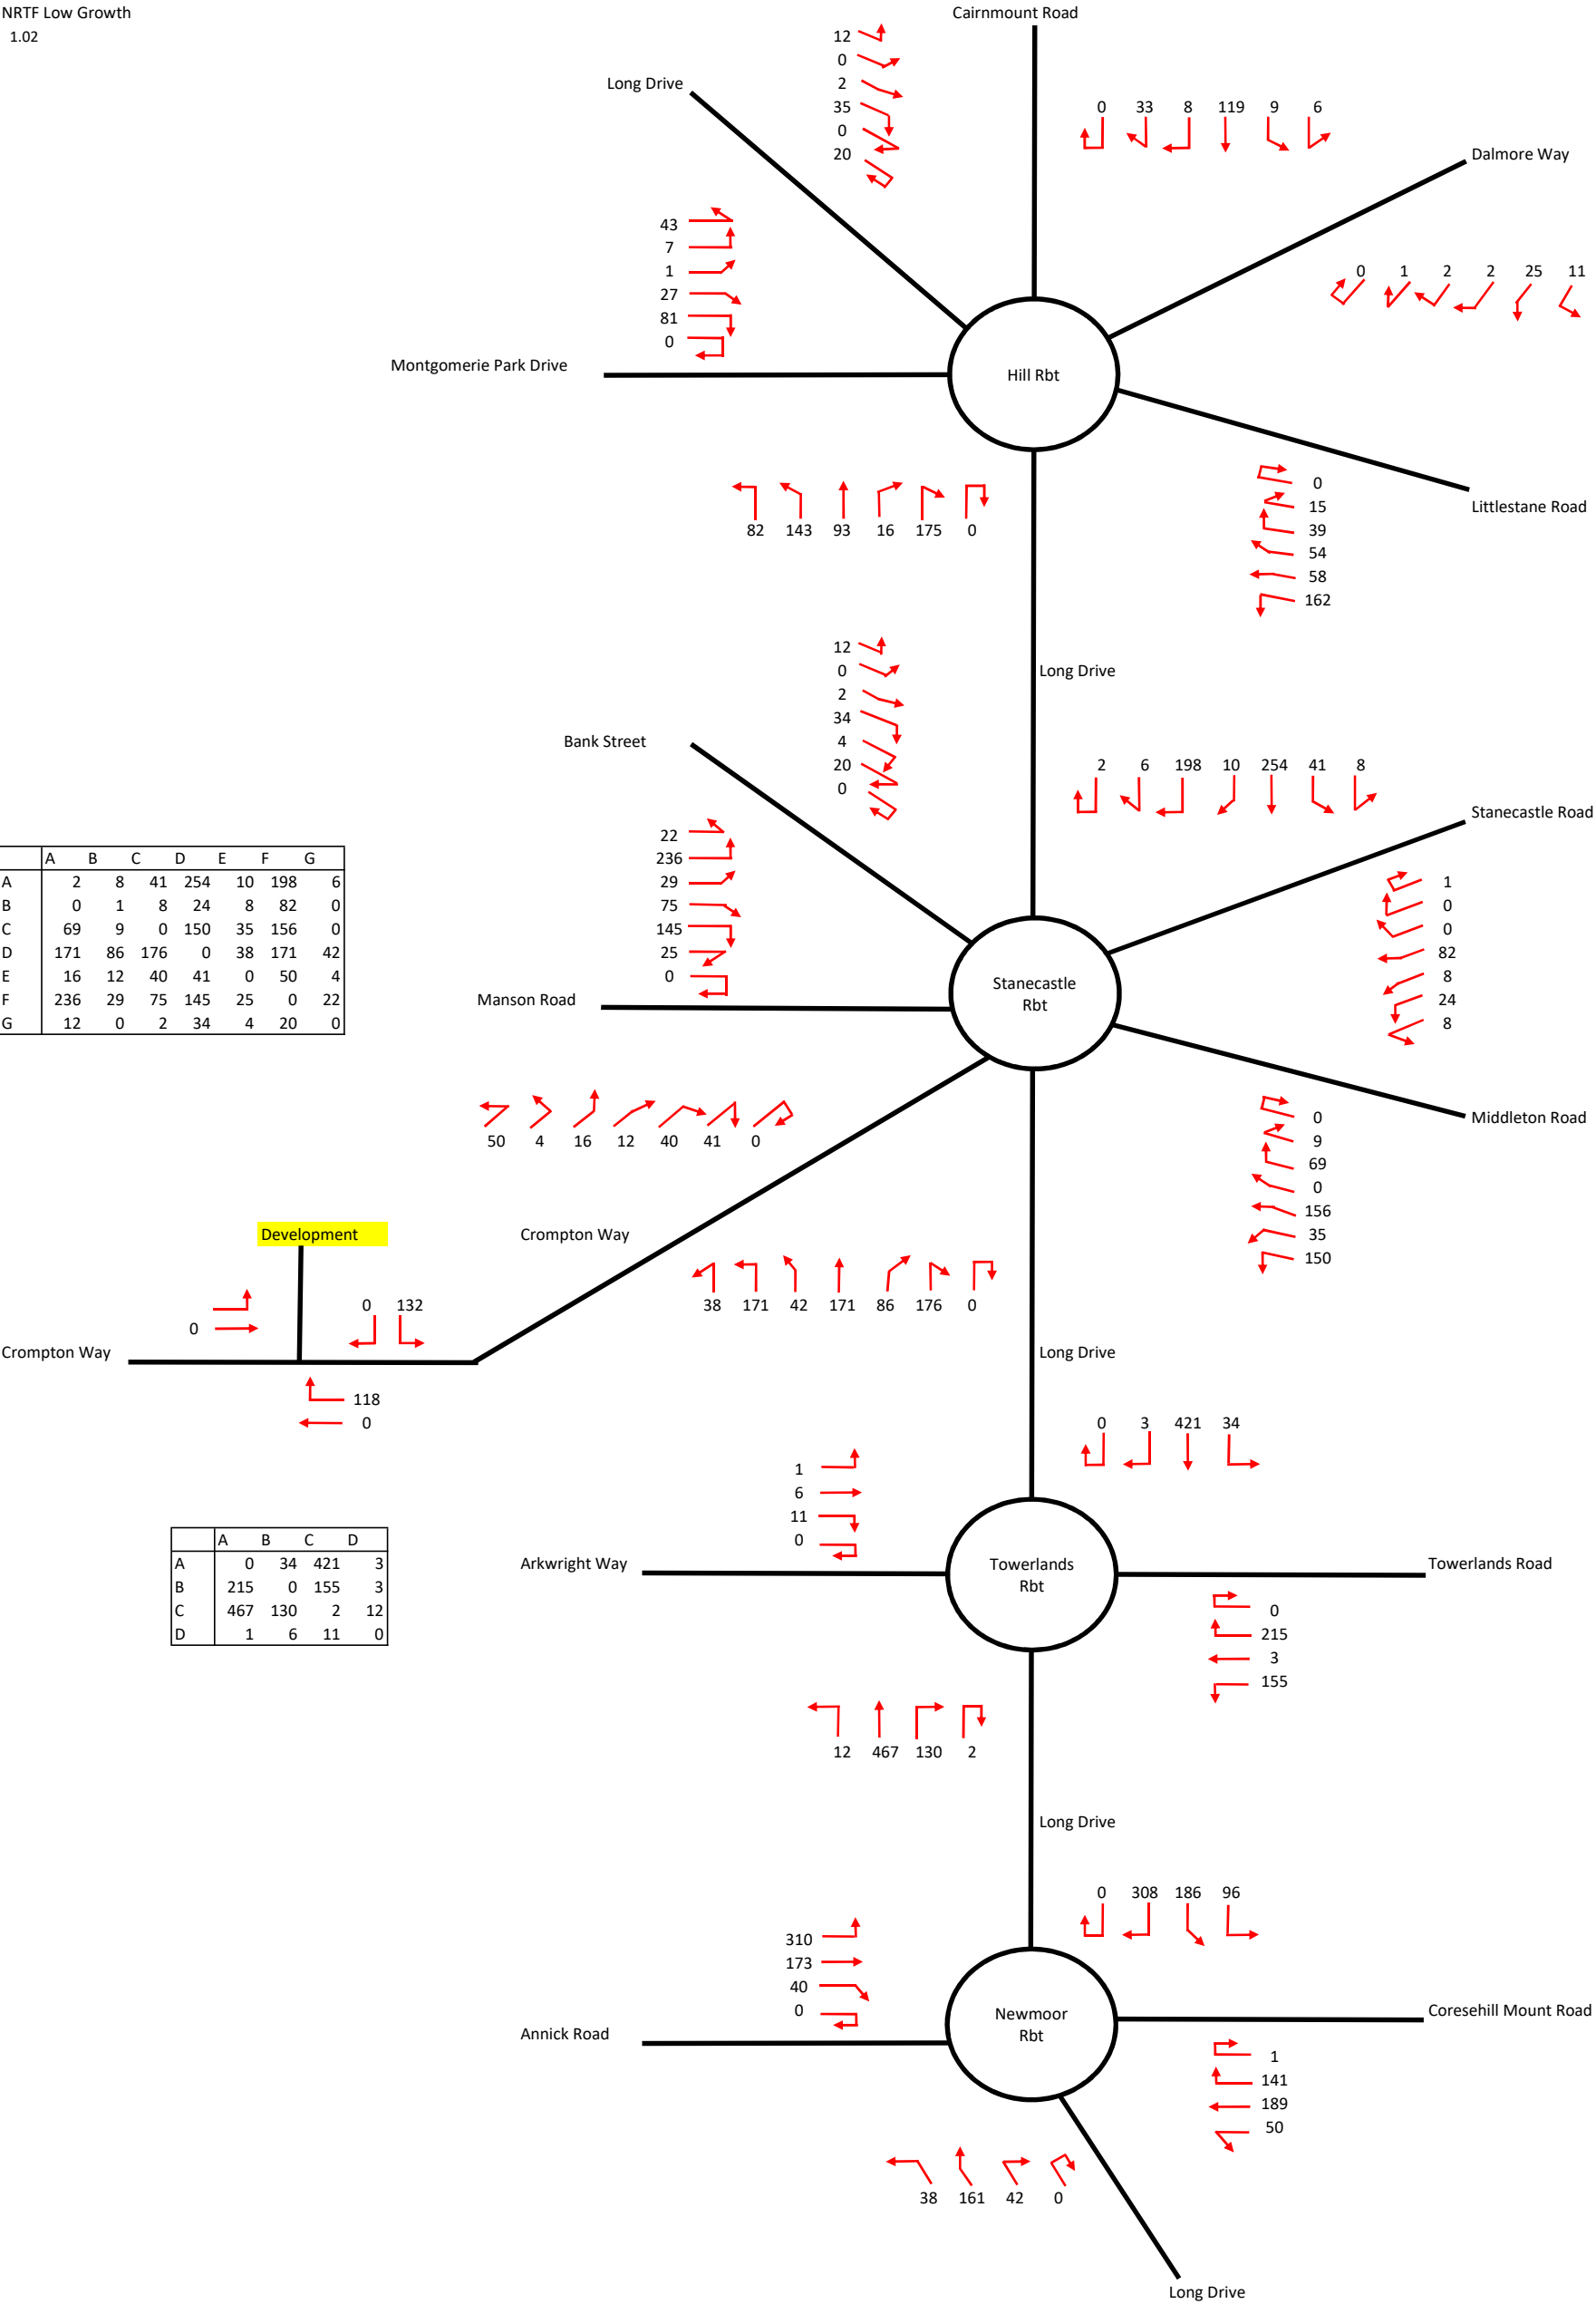 NRTF Low Growth
1.02
Cairnmount Road
Long Drive
12
0
2
35
0
20
0 33 8 119 9 6
Dalmore Way
43
7
1
27
81
0
0 1 2 2 25 11
Montgomerie Park Drive
Hill Rbt
82 143 93 16 175 0
0
15
39
54
58
162
Littlestane Road
Long Drive
12
0
2
34
4
20
0
Bank Street
2 6 198 10 254 41 8
Stanecastle Road
22
236
29
75
145
25
0
1
0
0
82
8
24
8
A B C D E F G
A 2 8 41 254 10 198 6
B 0 1 8 24 8 82 0
C 69 9 0 150 35 156 0
D 171 86 176 0 38 171 42
E 16 12 40 41 0 50 4
F 236 29 75 145 25 0 22
G 12 0 2 34 4 20 0
Manson Road
Stanecastle
Rbt
50 4 16 12 40 41 0
0
9
69
0
156
35
150
Middleton Road
Development
Crompton Way
0 132
0
38 171 42 171 86 176 0
Crompton Way
118
0
Long Drive
0 3 421 34
1
6
11
0
A B C D
A 0 34 421 3
B 215 0 155 3
C 467 130 2 12
D 1 6 11 0
Arkwright Way
Towerlands
Rbt
Towerlands Road
0
215
3
155
12 467 130 2
Long Drive
0 308 186 96
310
173
40
0
Annick Road
Newmoor
Rbt
Coresehill Mount Road
1
141
189
50
38 161 42 0
Long Drive